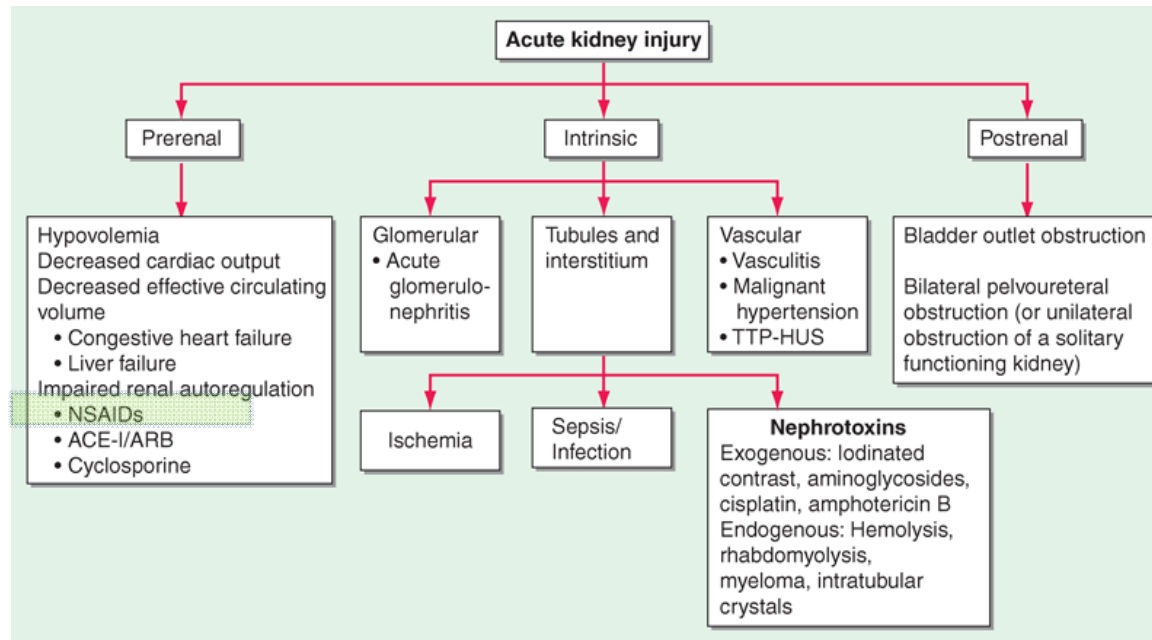 Acute kidney injury
Prerenal
Intrinsic
Postrenal
Hypovolemia
Decreased cardiac output
Decreased effective circulating
volume
• Congestive heart failure
• Liver failure
Impaired renal autoregulation
• NSAIDs
• ACE-I/ARB
• Cyclosporine
Glomerular
• Acute
glomerulo-
nephritis
Tubules and
interstitium
Vascular
• Vasculitis
• Malignant
hypertension
• TTP-HUS
Bladder outlet obstruction
Bilateral pelvoureteral
obstruction (or unilateral
obstruction of a solitary
functioning kidney)
Ischemia
Sepsis/
Infection
Nephrotoxins
Exogenous: Iodinated
contrast, aminoglycosides,
cisplatin, amphotericin B
Endogenous: Hemolysis,
rhabdomyolysis,
myeloma, intratubular
crystals